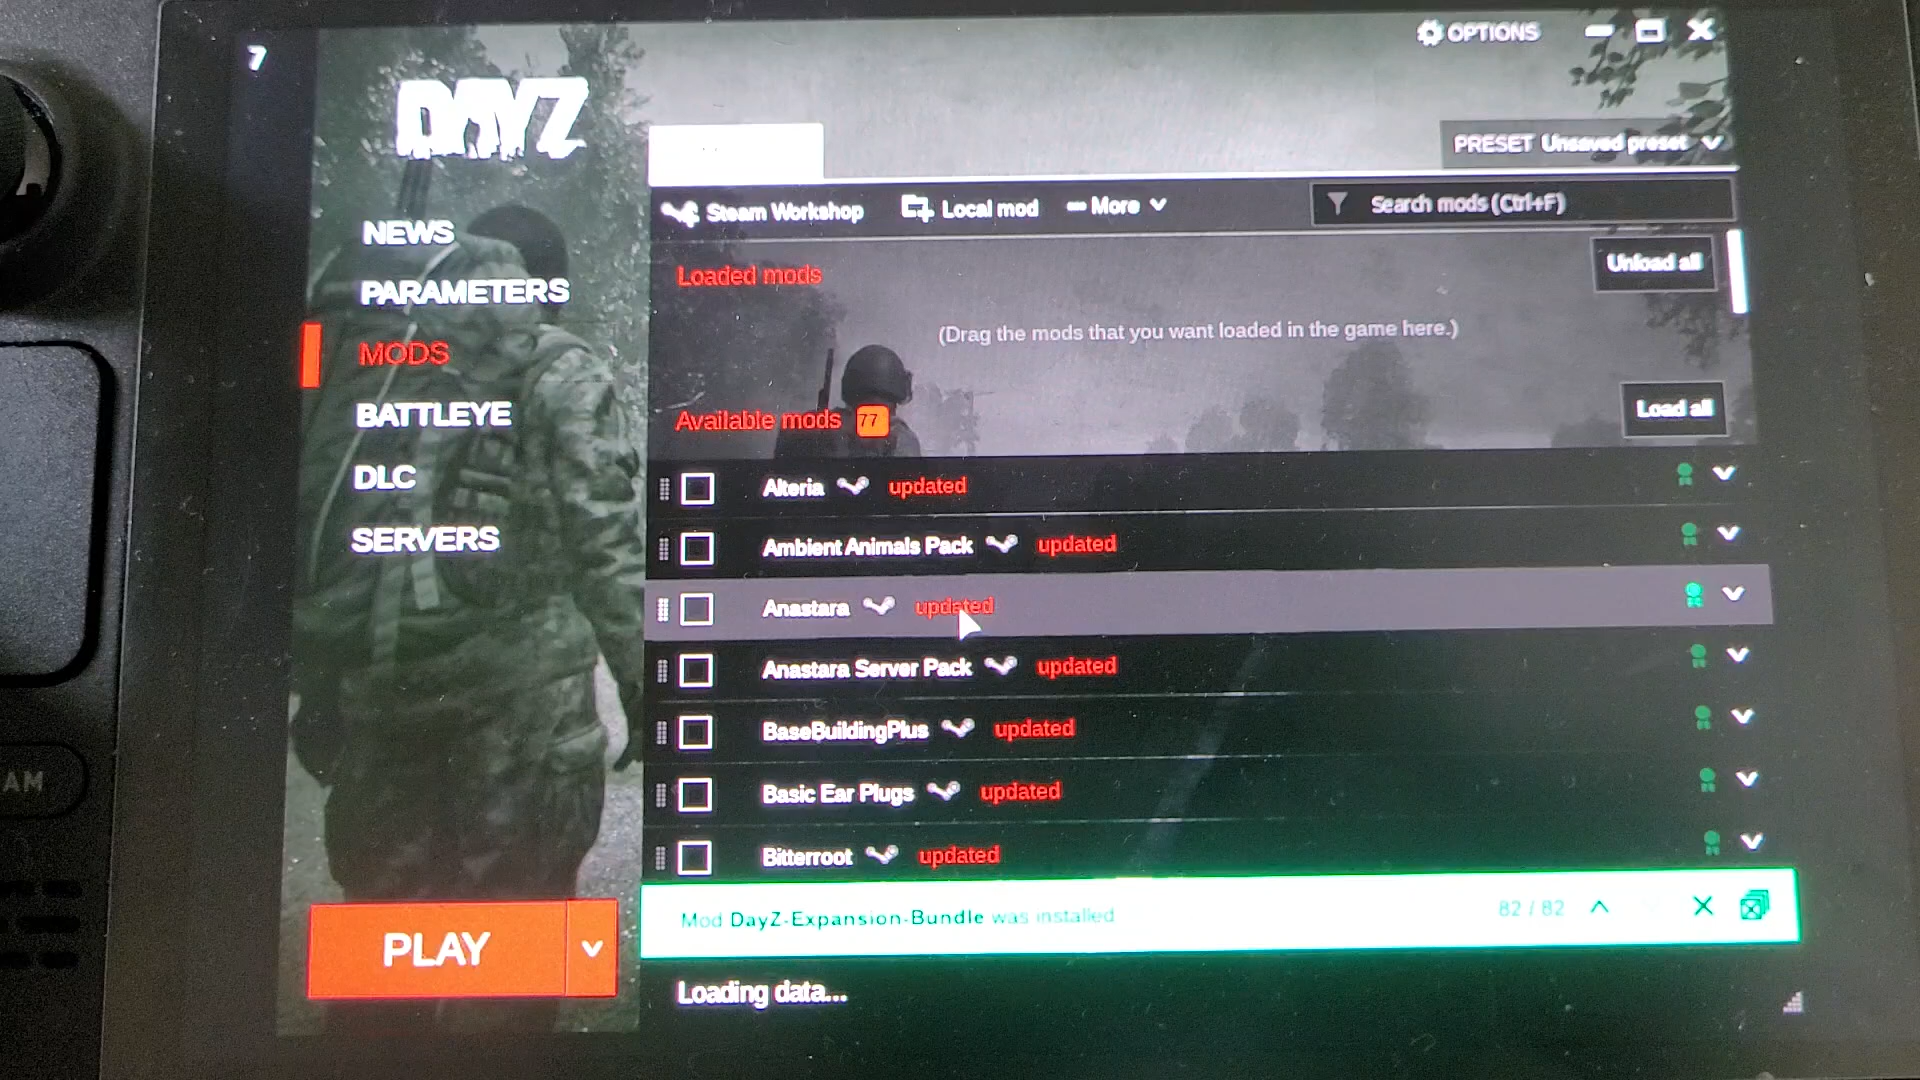 OPTIONS
7
DAYZ
PRESET Unsaved preset
Steam Workshop
Local mod
More
Search mods (Ctrl+F)
NEWS
PARAMETERS
MODS
BATTLEYE
DLC
SERVERS
Loaded mods
Unload all
(Drag the mods that you want loaded in the game here.)
Available mods 77
Load all
Alteria updated
Ambient Animals Pack updated
Anastara updated
Anastara Server Pack updated
BaseBuildingPlus updated
Basic Ear Plugs updated
Bitterroot updated
Mod DayZ-Expansion-Bundle was installed
82 / 82
PLAY
Loading data...
AM